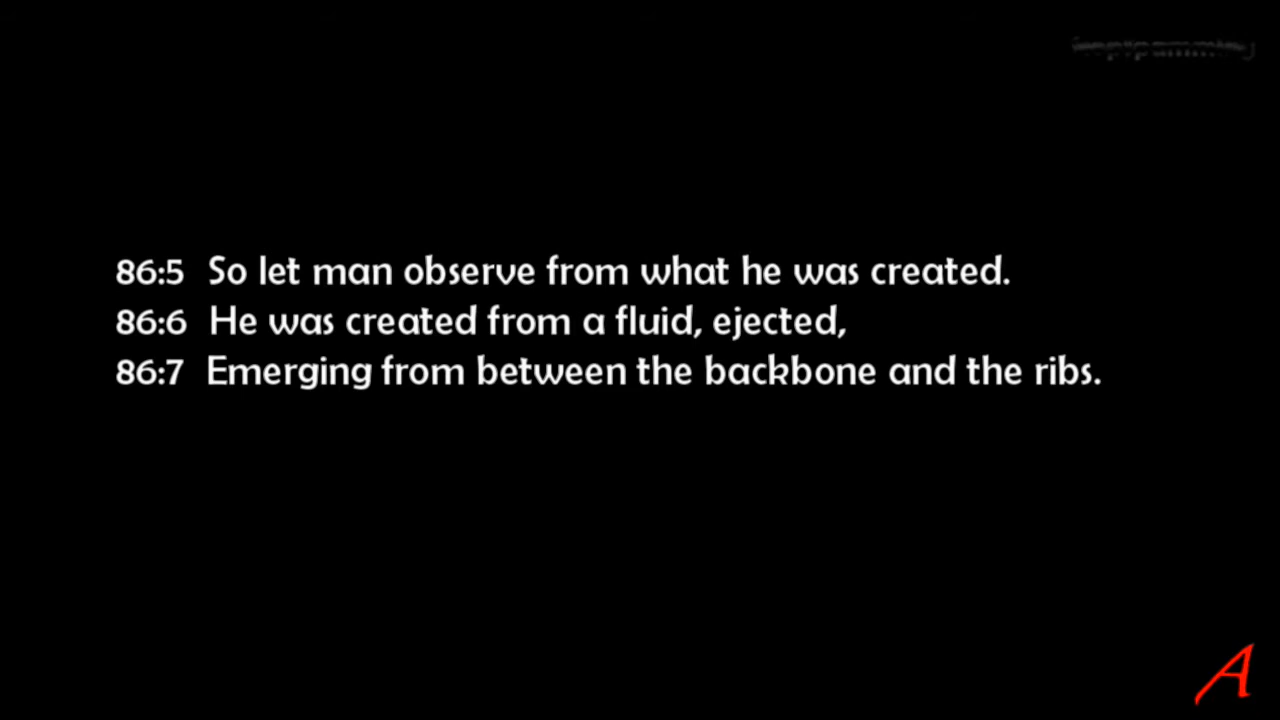 86:5 So let man observe from what he was created.
86:6 He was created from a fluid, ejected,
86:7 Emerging from between the backbone and the ribs.
A